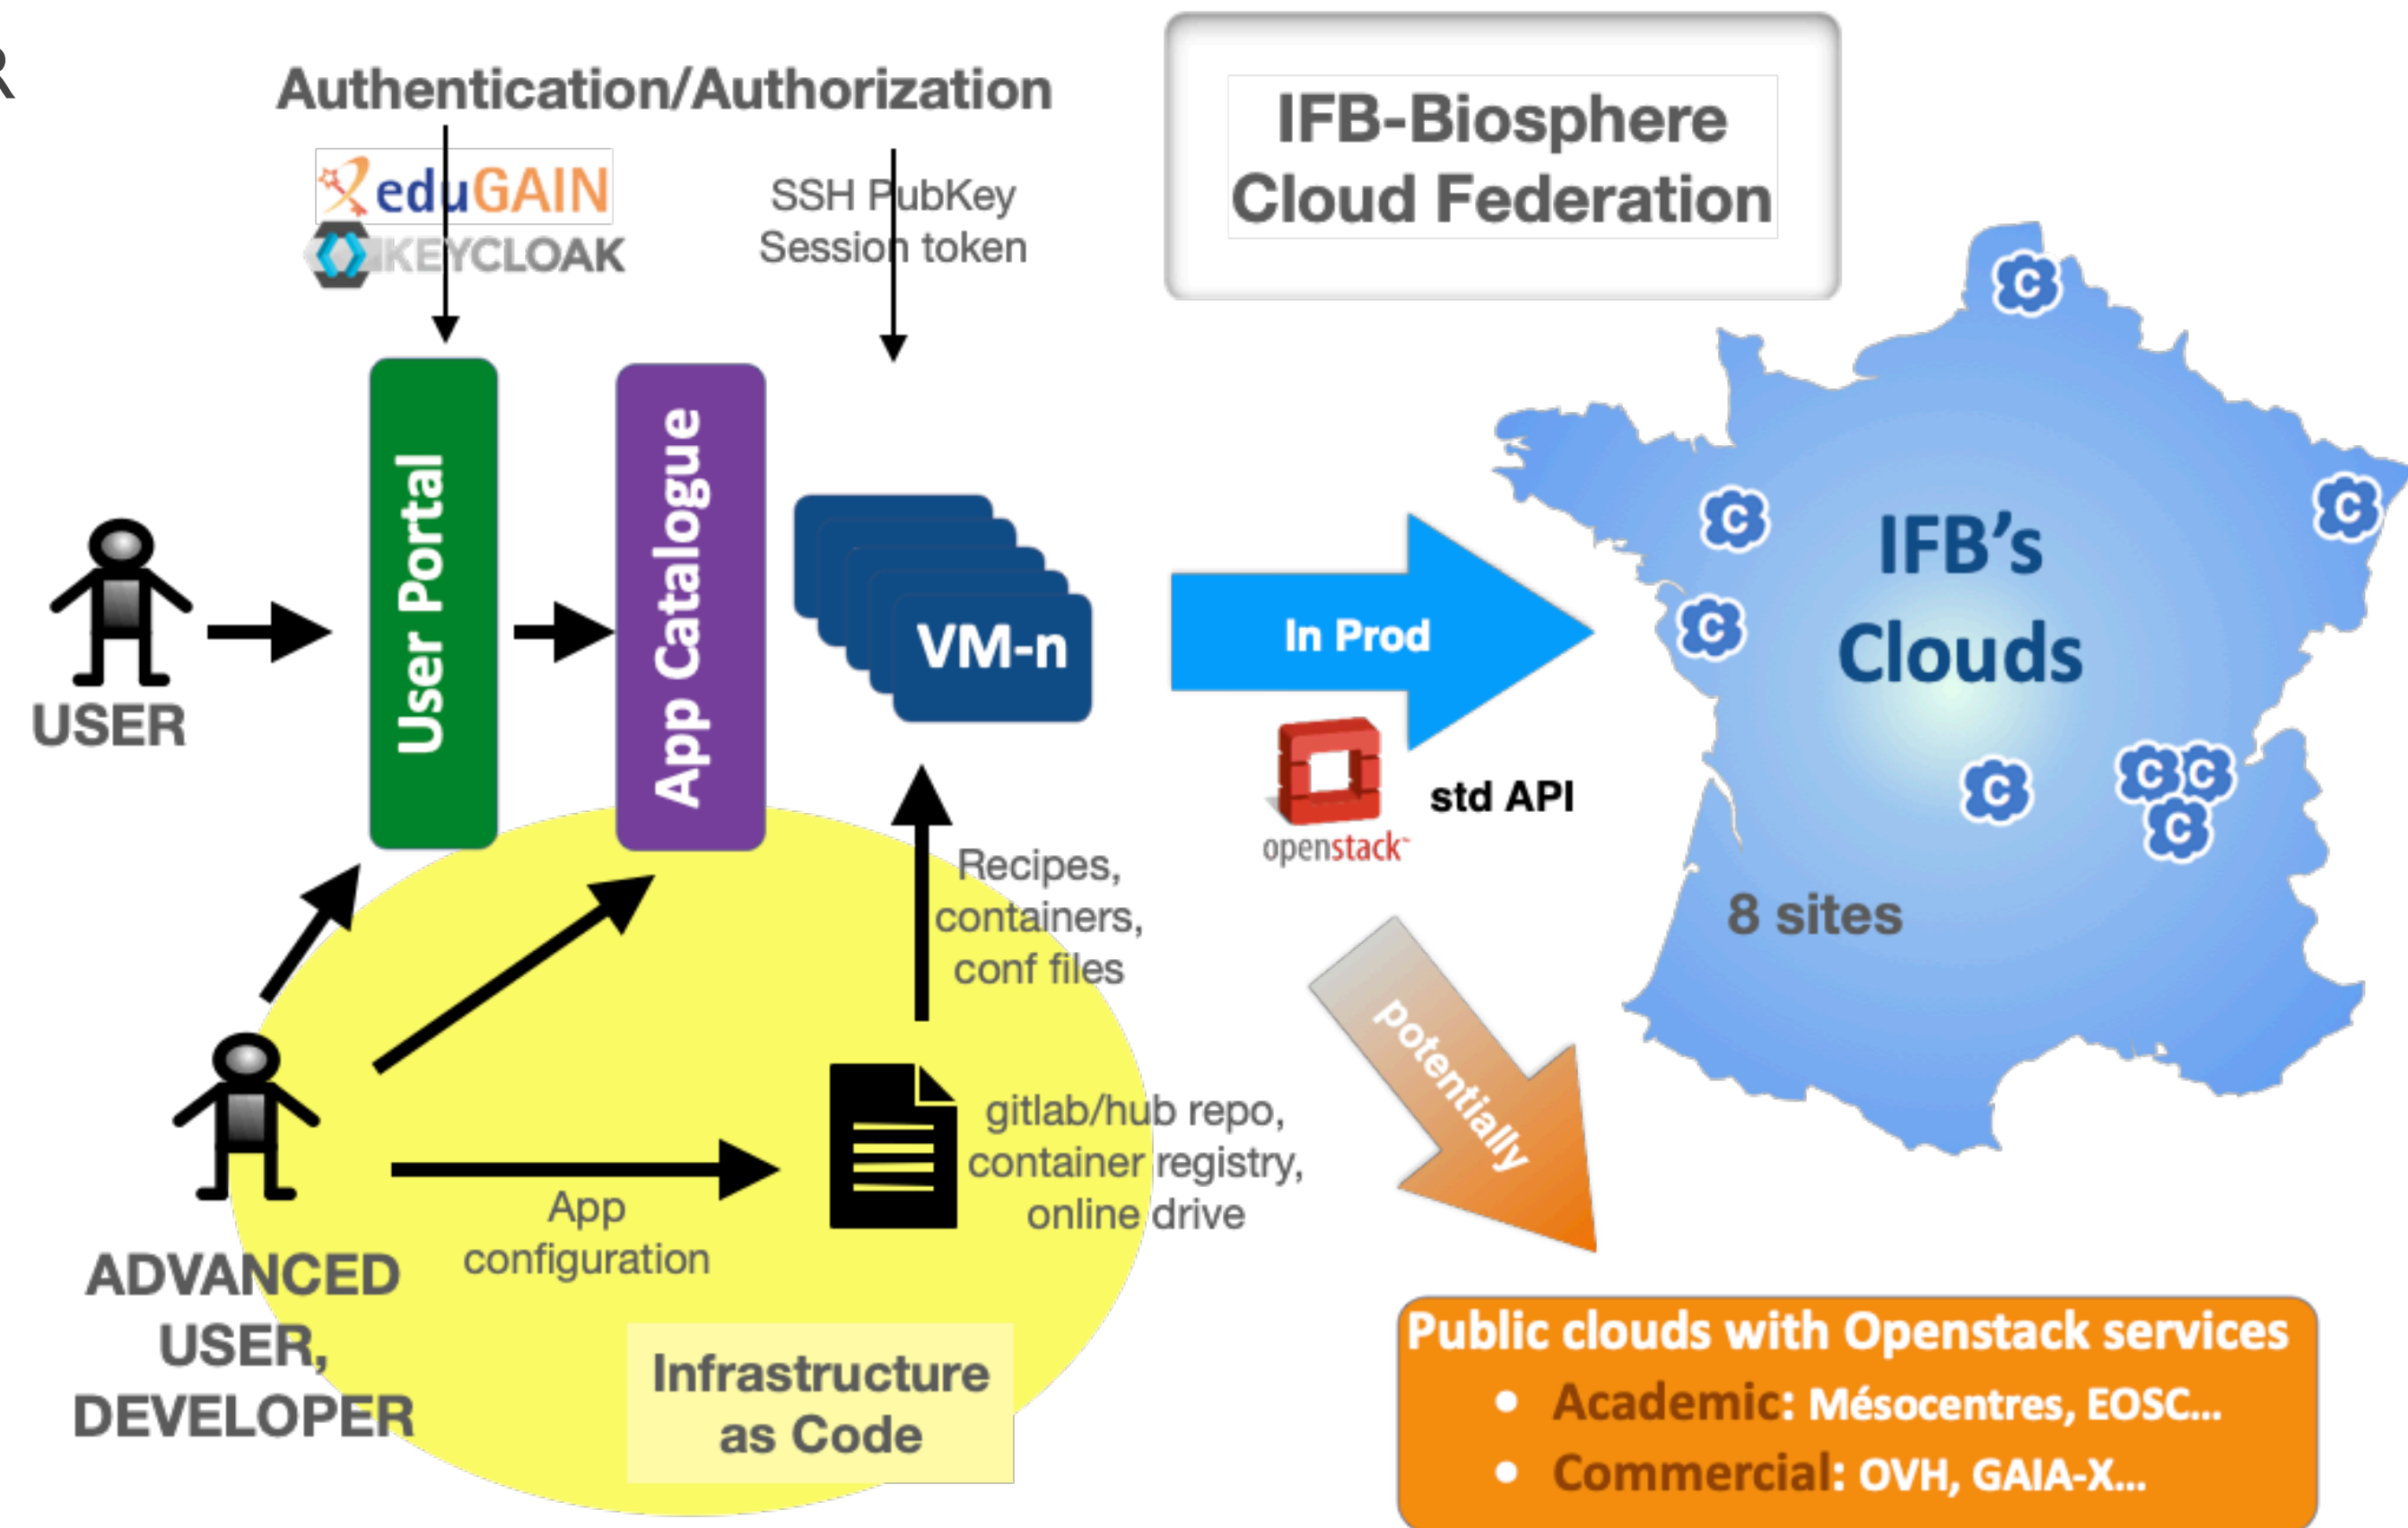 R
Authentication/Authorization
eduGAIN
KEYCLOAK
SSH PubKey
Session token
IFB-Biosphere
Cloud Federation
User Portal
App Catalogue
VM-n
USER
In Prod
openstack™
std API
IFB's
Clouds
8 sites
C
C
C
C
C
C
C
C
Recipes,
containers,
conf files
potentially
gitlab/hub repo,
container registry,
online drive
App
configuration
ADVANCED
USER,
DEVELOPER
Infrastructure
as Code
Public clouds with Openstack services
• Academic: Mésocentres, EOSC...
• Commercial: OVH, GAIA-X...